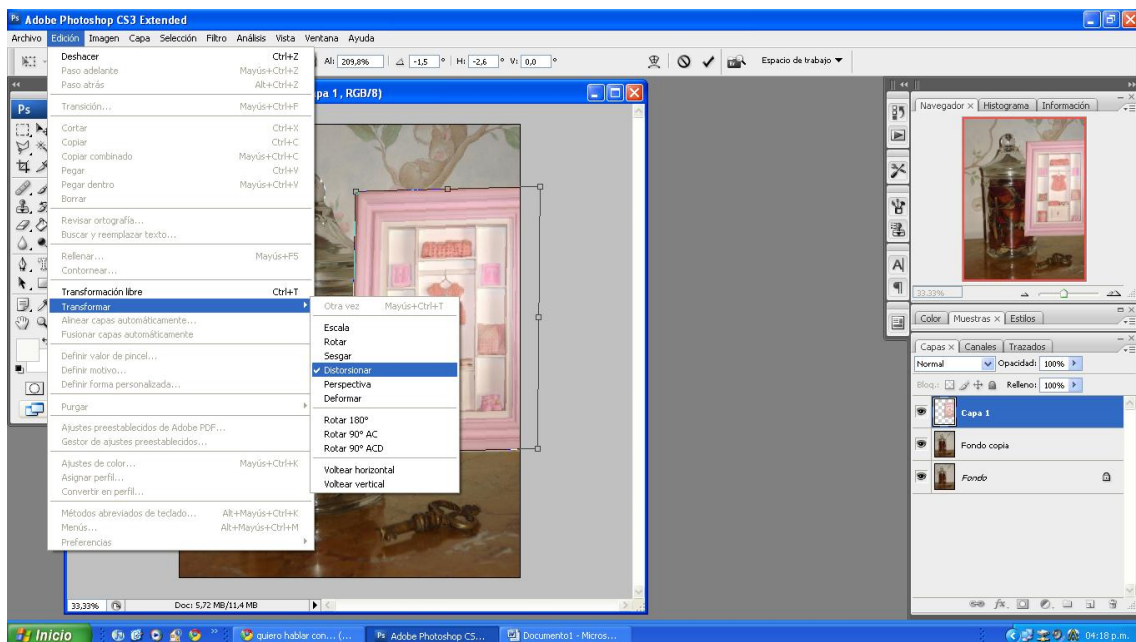 Adobe Photoshop CS3 Extended
Archivo Edición Imagen Capa Selección Filtro Análisis Vista Ventana Ayuda
Al: 209,8% -1,5 ° H: -2,6 ° V: 0,0 ° Espacio de trabajo
Deshacer Ctrl+Z
Paso adelante Mayús+Ctrl+Z
Paso atrás Alt+Ctrl+Z
Transición... Mayús+Ctrl+F
Cortar Ctrl+X
Copiar Ctrl+C
Copiar combinado Mayús+Ctrl+C
Pegar Ctrl+V
Pegar dentro Mayús+Ctrl+V
Borrar
Revisar ortografía...
Buscar y reemplazar texto...
Rellenar... Mayús+F5
Contornear...
Transformación libre Ctrl+T
Transformar
Alinear capas automáticamente...
Fusionar capas automáticamente
Definir valor de pincel...
Definir motivo...
Definir forma personalizada...
Purgar
Ajustes preestablecidos de Adobe PDF...
Gestor de ajustes preestablecidos...
Ajustes de color... Mayús+Ctrl+K
Asignar perfil...
Convertir en perfil...
Métodos abreviados de teclado... Alt+Mayús+Ctrl+K
Menús... Alt+Mayús+Ctrl+M
Preferencias
Otra vez Mayús+Ctrl+T
Escala
Rotar
Sesgar
Distorsionar
Perspectiva
Deformar
Rotar 180°
Rotar 90° AC
Rotar 90° ACD
Voltear horizontal
Voltear vertical
Ps
pa 1, RGB/8)
33,33% Doc: 5,72 MB/11,4 MB
Navegador Histograma Información
33,33%
Color Muestras Estilos
Capas Canales Trazados
Normal Opacidad: 100%
Bloq.: Relleno: 100%
Capa 1
Fondo copia
Fondo
Inicio quiero hablar con... (... Adobe Photoshop CS... Documento1 - Micros... 04:18 p.m.